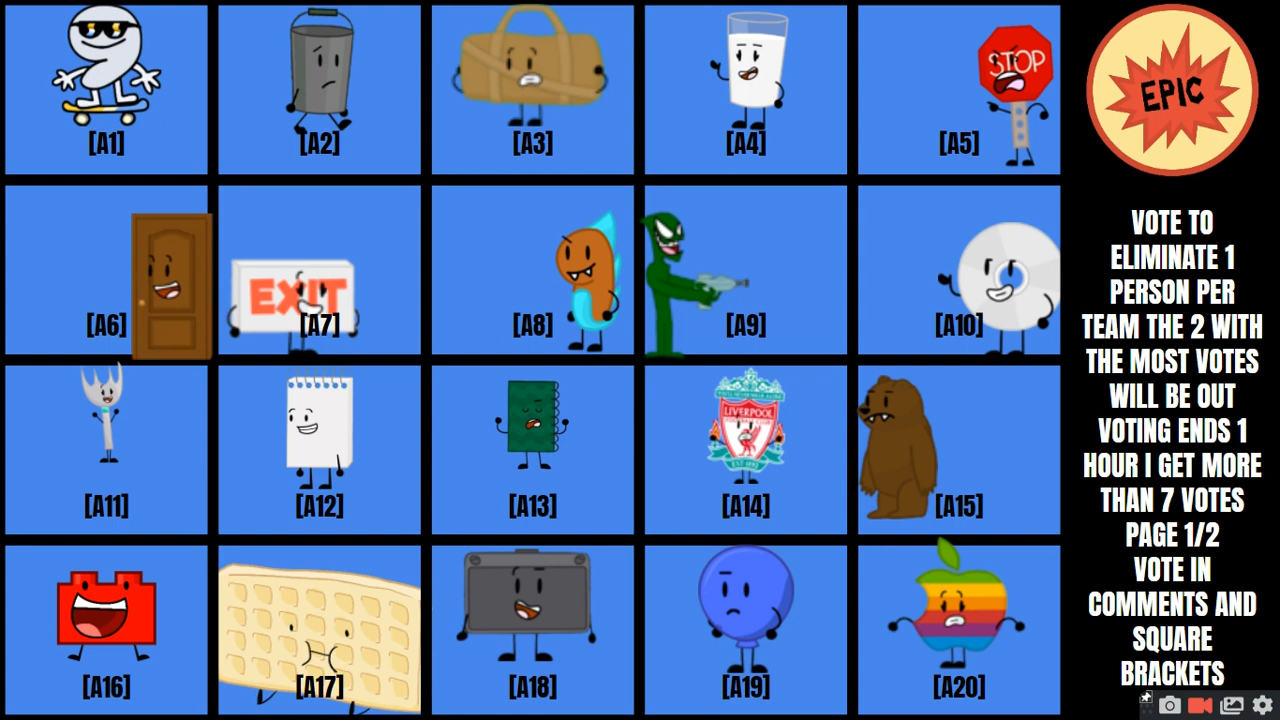 STOP
EPIC
[A1]
[A2]
[A3]
[A4]
[A5]
EXIT
[A6]
[A7]
[A8]
[A9]
[A10]
LIVERPOOL
[A11]
[A12]
[A13]
[A14]
[A15]
[A16]
[A17]
[A18]
[A19]
[A20]
VOTE TO
ELIMINATE 1
PERSON PER
TEAM THE 2 WITH
THE MOST VOTES
WILL BE OUT
VOTING ENDS 1
HOUR I GET MORE
THAN 7 VOTES
PAGE 1/2
VOTE IN
COMMENTS AND
SQUARE
BRACKETS